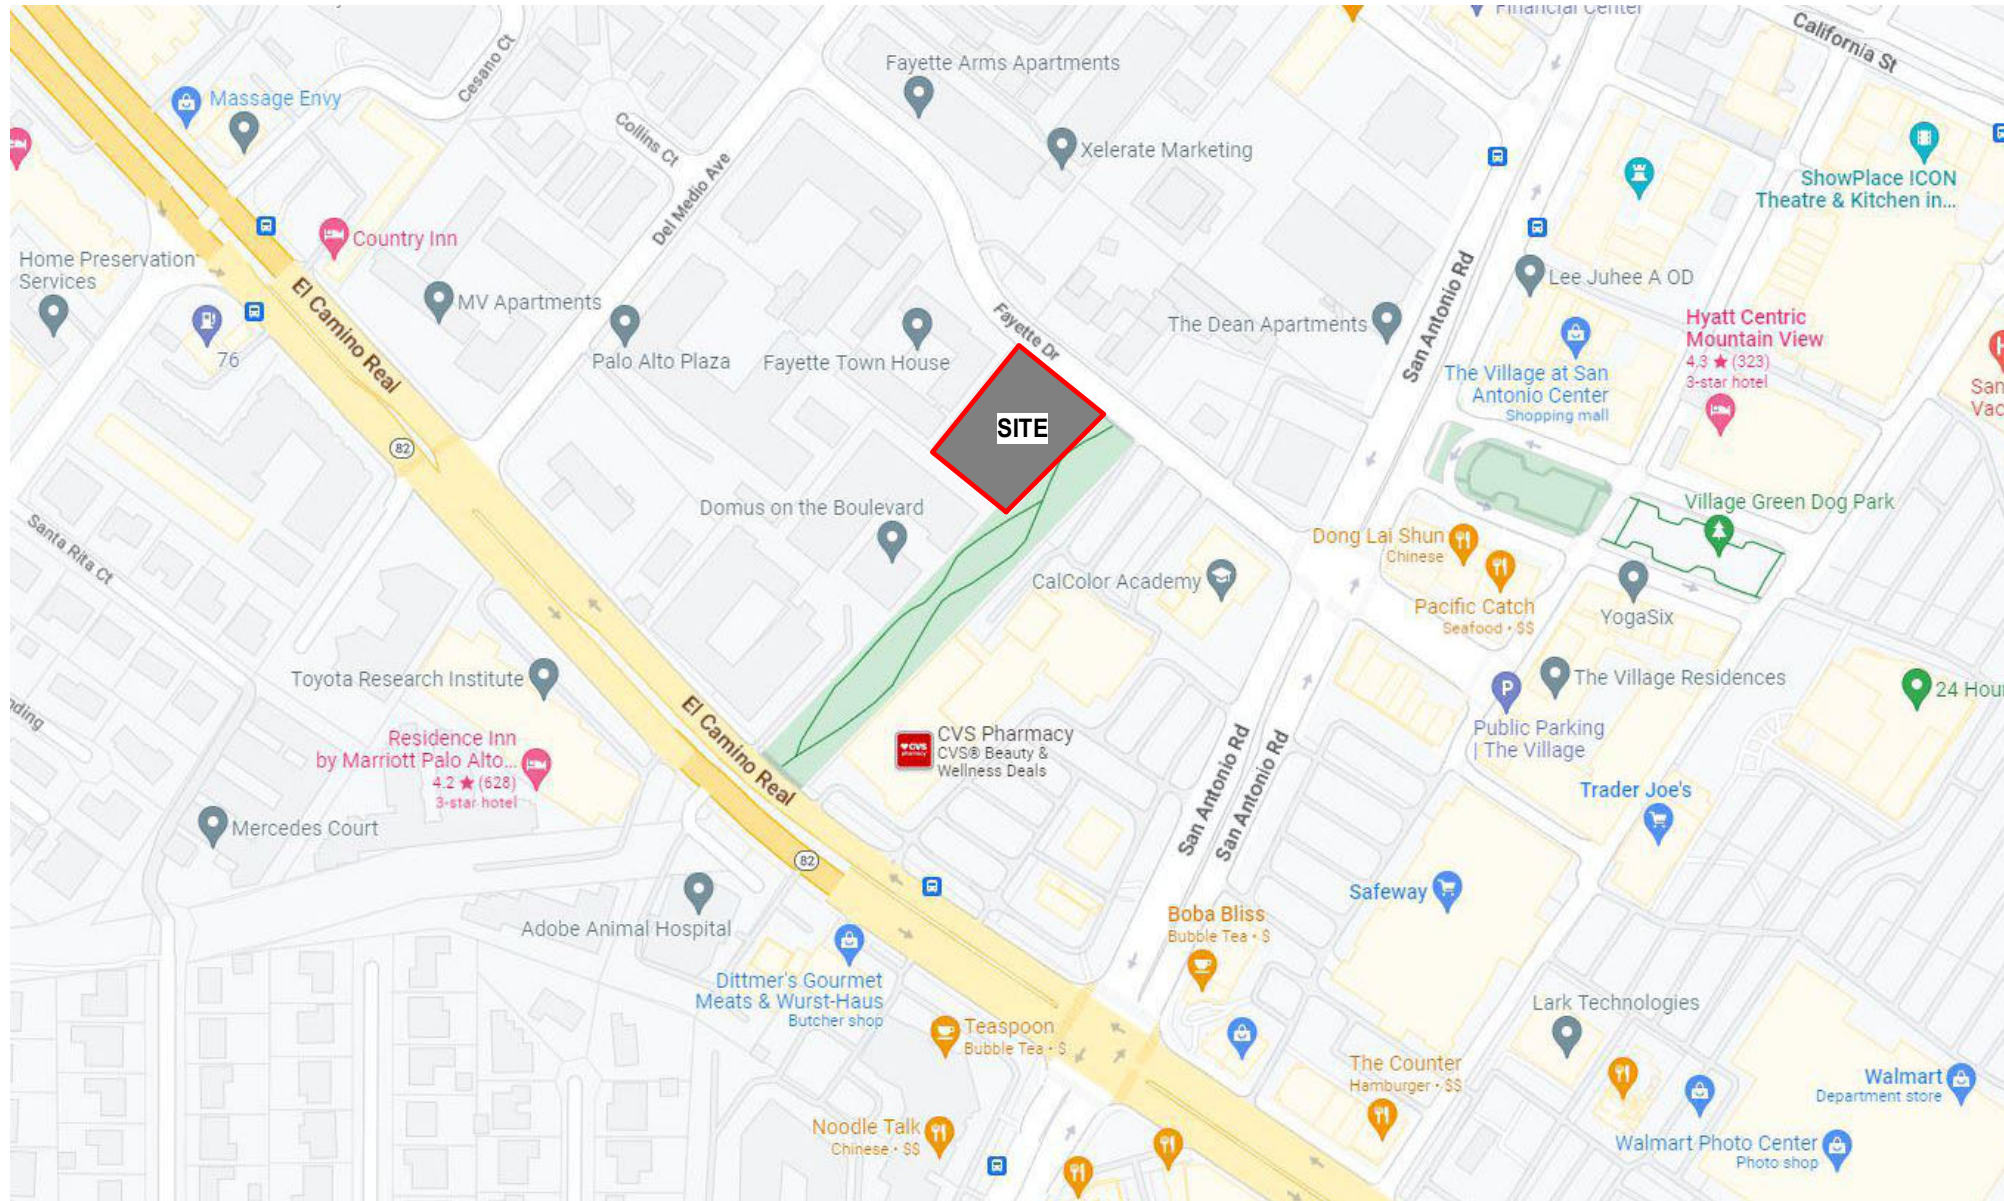 Financial Center
California St
Fayette Arms Apartments
Cesano Ct
Massage Envy
Collins Ct
Xelerate Marketing
ShowPlace ICON
Theatre & Kitchen in...
Del Medio Ave
Country Inn
Home Preservation
Services
San Antonio Rd
Lee Juhee A OD
El Camino Real
MV Apartments
Fayette Dr
The Dean Apartments
Hyatt Centric
Mountain View
4.3 ★ (323)
3-star hotel
76
Palo Alto Plaza
Fayette Town House
The Village at San
Antonio Center
Shopping mall
San
Vac
SITE
82
Domus on the Boulevard
Village Green Dog Park
Santa Rita Ct
Dong Lai Shun
Chinese
CalColor Academy
Pacific Catch
Seafood • $$
YogaSix
Toyota Research Institute
The Village Residences
24 Hour
P
Public Parking
| The Village
El Camino Real
CVS Pharmacy
CVS® Beauty &
Wellness Deals
♥CVS
pharmacy
Residence Inn
by Marriott Palo Alto...
4.2 ★ (628)
3-star hotel
San Antonio Rd
San Antonio Rd
Trader Joe's
Mercedes Court
82
Safeway
Adobe Animal Hospital
Boba Bliss
Bubble Tea • $
Dittmer's Gourmet
Meats & Wurst-Haus
Butcher shop
Lark Technologies
Teaspoon
Bubble Tea • $
The Counter
Hamburger • $$
Walmart
Department store
Noodle Talk
Chinese • $$
Walmart Photo Center
Photo shop